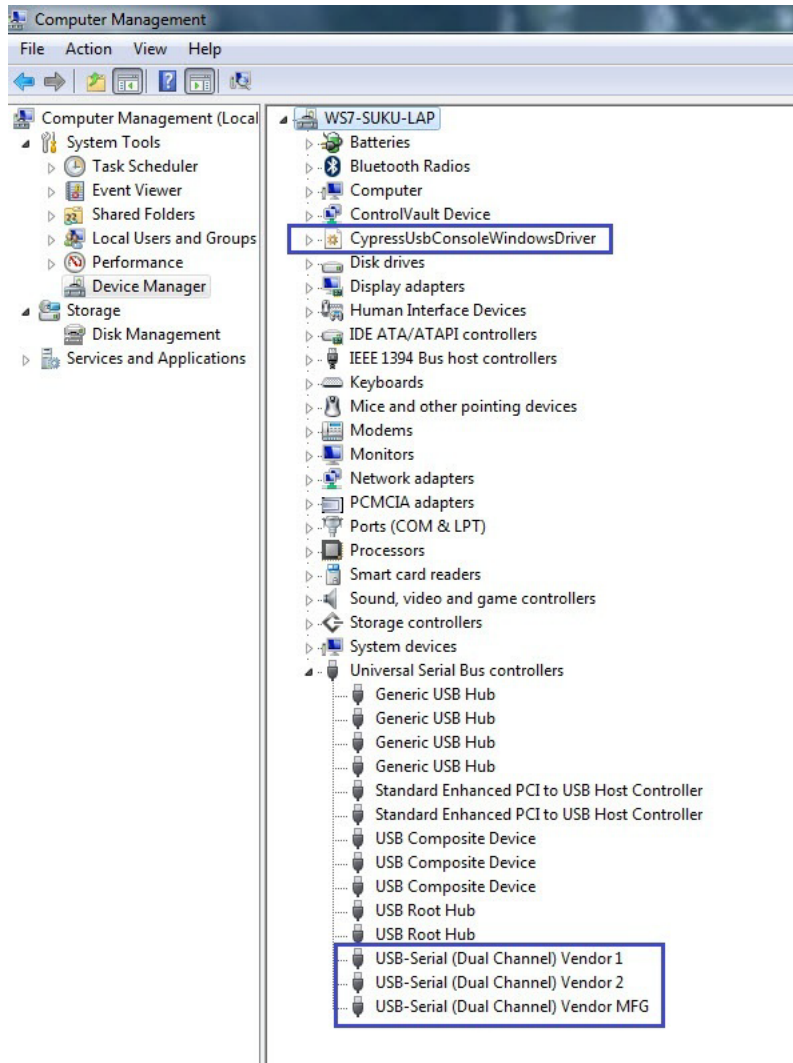 Computer Management
File Action View Help
Computer Management (Local
System Tools
Task Scheduler
Event Viewer
Shared Folders
Local Users and Groups
Performance
Device Manager
Storage
Disk Management
Services and Applications
WS7-SUKU-LAP
Batteries
Bluetooth Radios
Computer
ControlVault Device
CypressUsbConsoleWindowsDriver
Disk drives
Display adapters
Human Interface Devices
IDE ATA/ATAPI controllers
IEEE 1394 Bus host controllers
Keyboards
Mice and other pointing devices
Modems
Monitors
Network adapters
PCMCIA adapters
Ports (COM & LPT)
Processors
Smart card readers
Sound, video and game controllers
Storage controllers
System devices
Universal Serial Bus controllers
Generic USB Hub
Generic USB Hub
Generic USB Hub
Generic USB Hub
Standard Enhanced PCI to USB Host Controller
Standard Enhanced PCI to USB Host Controller
USB Composite Device
USB Composite Device
USB Composite Device
USB Root Hub
USB Root Hub
USB-Serial (Dual Channel) Vendor 1
USB-Serial (Dual Channel) Vendor 2
USB-Serial (Dual Channel) Vendor MFG